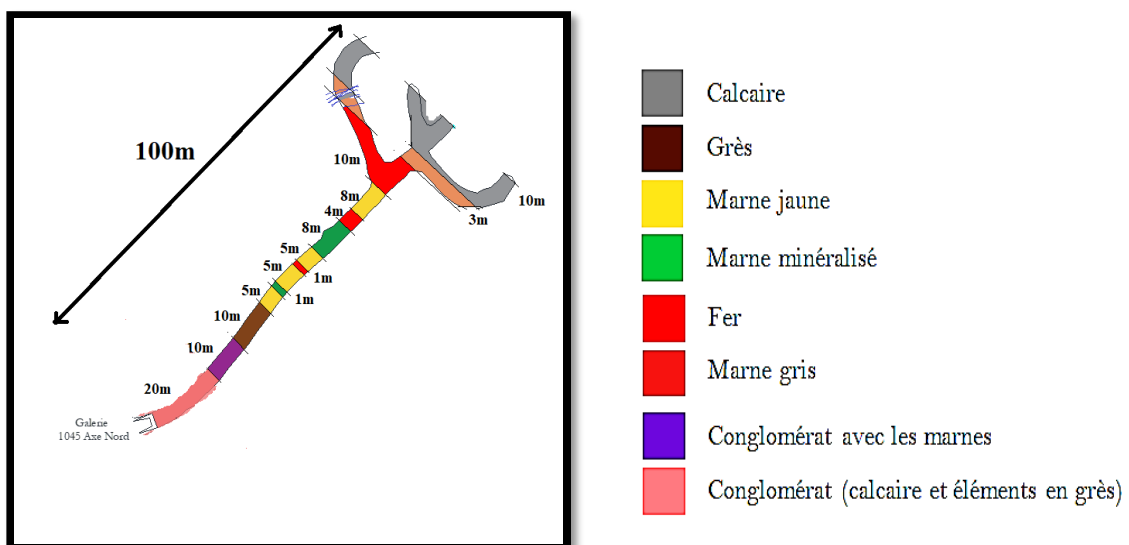 100m
10m
8m
4m
8m
5m
5m
1m
5m
1m
10m
10m
20m
3m
10m
Galerie
1045 Axe Nord
Calcaire
Grès
Marne jaune
Marne minéralisé
Fer
Marne gris
Conglomérat avec les marnes
Conglomérat (calcaire et éléments en grès)